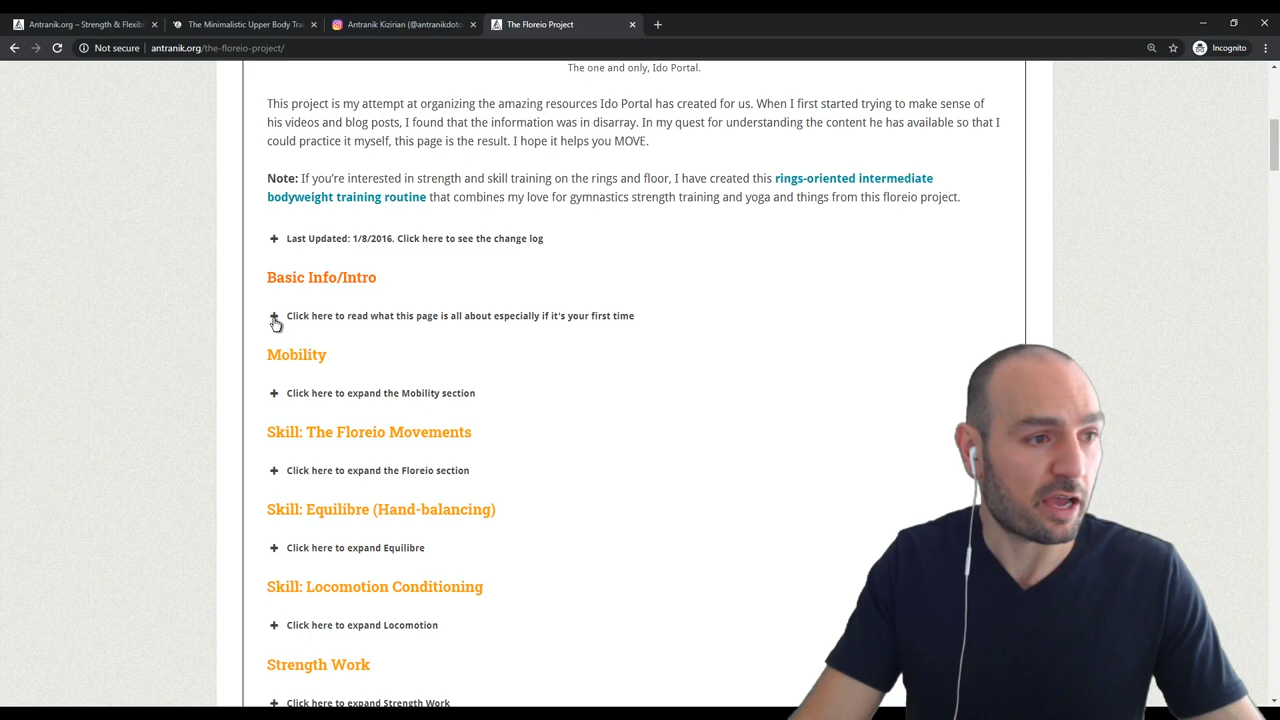 Antranik.org – Strength & Flexibi
The Minimalistic Upper Body Trai
Antranik Kizirian (@antranikdoto
The Floreio Project
Not secure
antranik.org/the-floreio-project/
Incognito
The one and only, Ido Portal.
This project is my attempt at organizing the amazing resources Ido Portal has created for us. When I first started trying to make sense of
his videos and blog posts, I found that the information was in disarray. In my quest for understanding the content he has available so that I
could practice it myself, this page is the result. I hope it helps you MOVE.
Note: If you’re interested in strength and skill training on the rings and floor, I have created this rings-oriented intermediate
bodyweight training routine that combines my love for gymnastics strength training and yoga and things from this floreio project.
Last Updated: 1/8/2016. Click here to see the change log
Basic Info/Intro
Click here to read what this page is all about especially if it's your first time
Mobility
Click here to expand the Mobility section
Skill: The Floreio Movements
Click here to expand the Floreio section
Skill: Equilibre (Hand-balancing)
Click here to expand Equilibre
Skill: Locomotion Conditioning
Click here to expand Locomotion
Strength Work
Click here to expand Strength Work